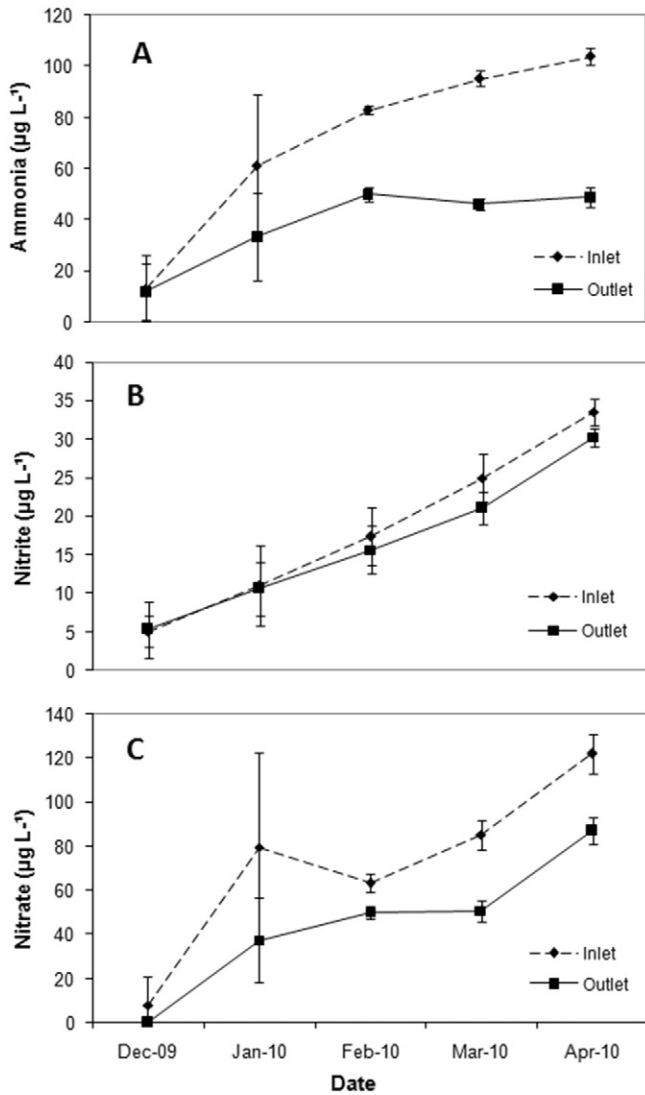 A
Ammonia (µg L-¹)
120
100
80
60
40
20
0
Inlet
Outlet
B
Nitrite (µg L-¹)
40
35
30
25
20
15
10
5
0
Inlet
Outlet
C
Nitrate (µg L-¹)
140
120
100
80
60
40
20
0
Inlet
Outlet
Dec-09 Jan-10 Feb-10 Mar-10 Apr-10
Date